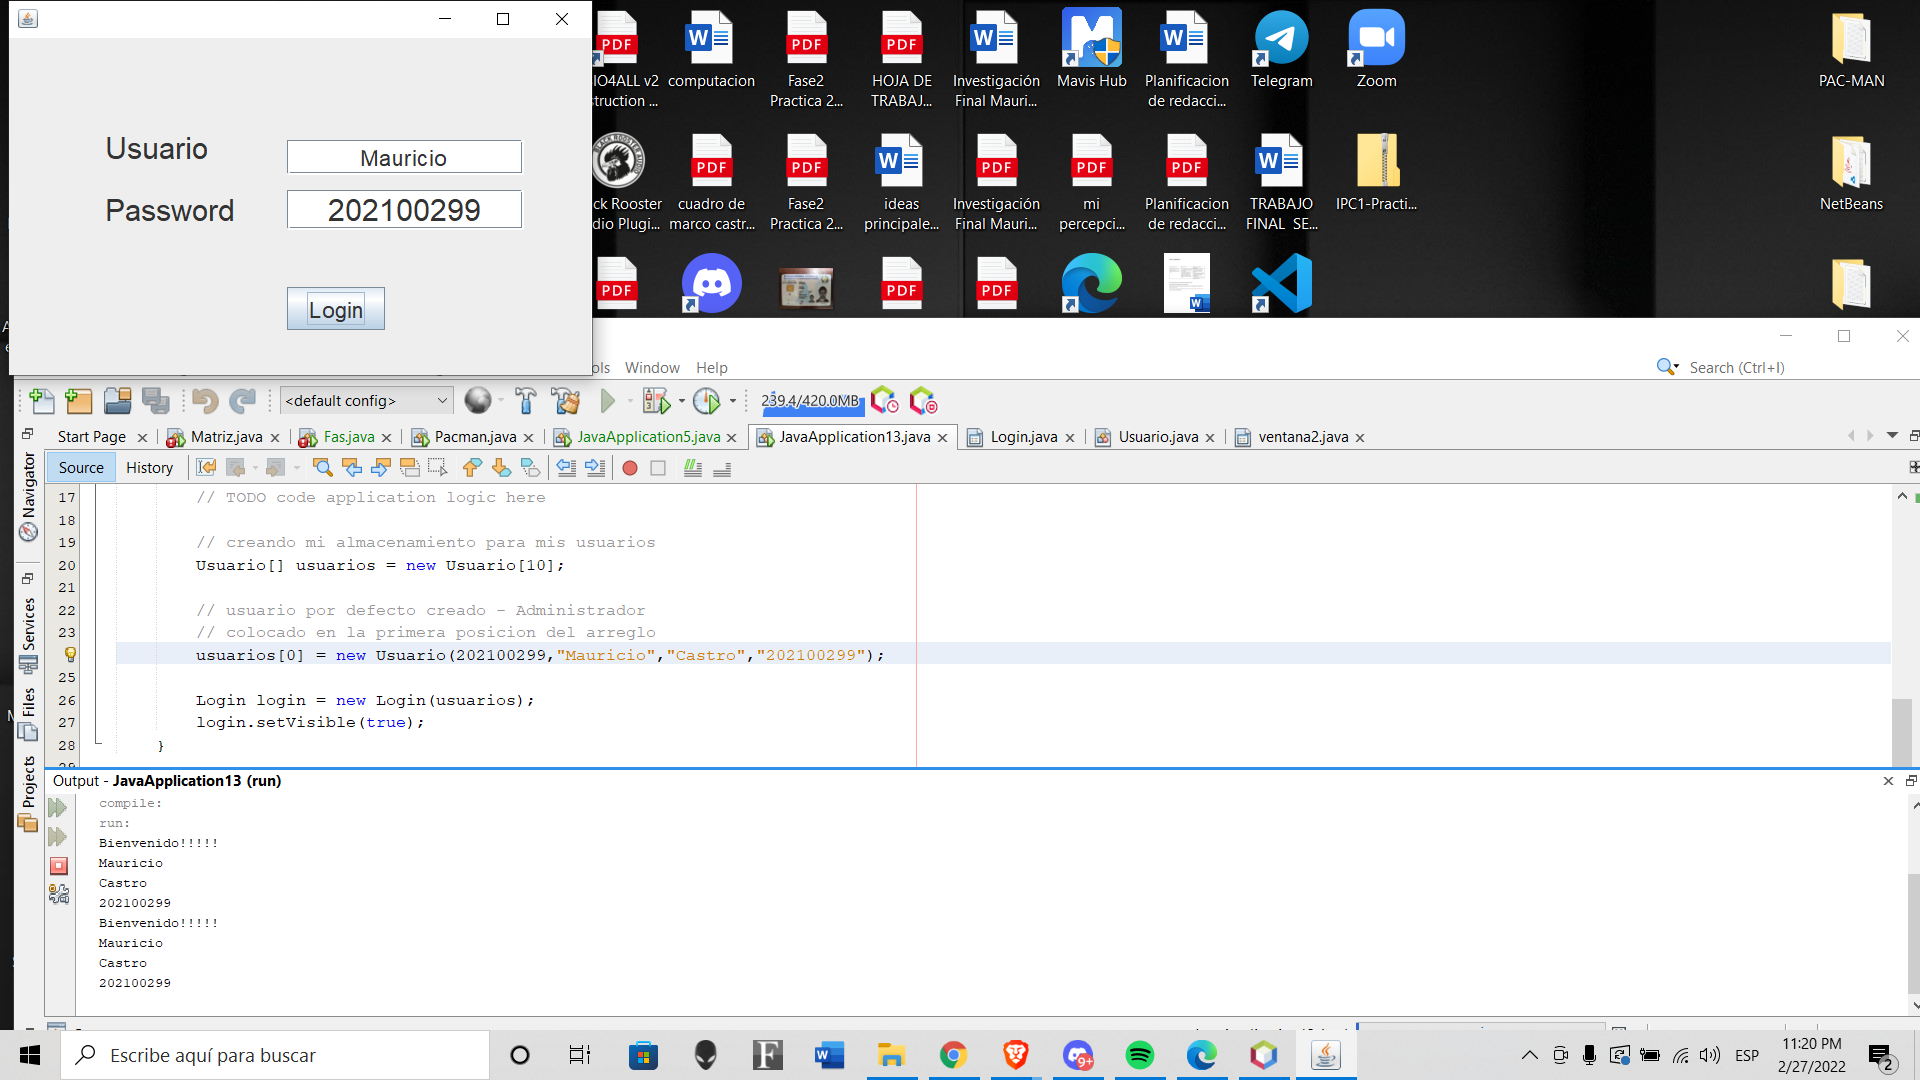 Usuario
Mauricio
Password
202100299
Login
IO4ALL v2
struction ...
computacion
Fase2
Practica 2...
HOJA DE
TRABAJ...
Investigación
Final Mauri...
Mavis Hub
Planificacion
de redacci...
Telegram
Zoom
PAC-MAN
ck Rooster
dio Plugi...
cuadro de
marco castr...
Fase2
Practica 2...
ideas
principale...
Investigación
Final Mauri...
mi
percepci...
Planificacion
de redacci...
TRABAJO
FINAL SE...
IPC1-Practi...
NetBeans
ols Window Help
Search (Ctrl+I)
<default config>
239.4/420.0MB
Start Page
Matriz.java
Fas.java
Pacman.java
JavaApplication5.java
JavaApplication13.java
Login.java
Usuario.java
ventana2.java
Source History
Navigator
Services
Files
Projects
17 // TODO code application logic here
18
19 // creando mi almacenamiento para mis usuarios
20 Usuario[] usuarios = new Usuario[10];
21
22 // usuario por defecto creado - Administrador
23 // colocado en la primera posicion del arreglo
usuarios[0] = new Usuario(202100299,"Mauricio","Castro","202100299");
25
26 Login login = new Login(usuarios);
27 login.setVisible(true);
28 }
Output - JavaApplication13 (run)
compile:
run:
Bienvenido!!!!!
Mauricio
Castro
202100299
Bienvenido!!!!!
Mauricio
Castro
202100299
Escribe aquí para buscar
9+
ESP
11:20 PM
2/27/2022
2